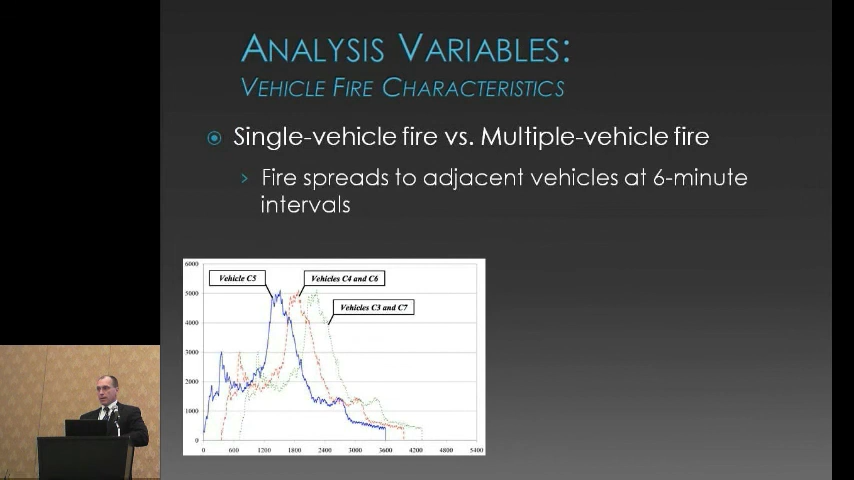 ANALYSIS VARIABLES:
VEHICLE FIRE CHARACTERISTICS
Single-vehicle fire vs. Multiple-vehicle fire
Fire spreads to adjacent vehicles at 6-minute
intervals
6000
Vehicle C5
Vehicles C4 and C6
5000
Vehicles C3 and C7
4000
3000
2000
1000
0
0 600 1200 1800 2400 3000 3600 4200 4800 5400